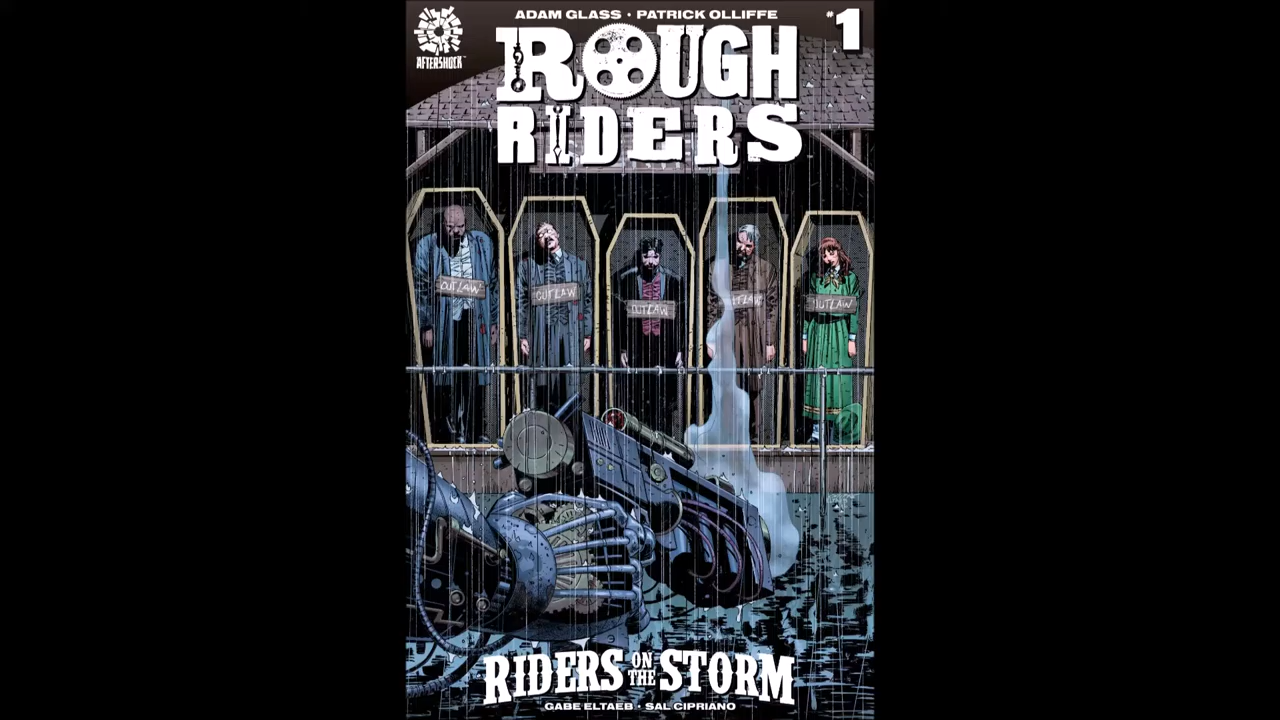 ADAM GLASS • PATRICK OLLIFFE
#1
AFTERSHOCK™
ROUGH
RIDERS
OUTLAW
OUTLAW
OUTLAW
OUTLAW
OUTLAW
RIDERS ON THE STORM
GABE ELTAEB • SAL CIPRIANO